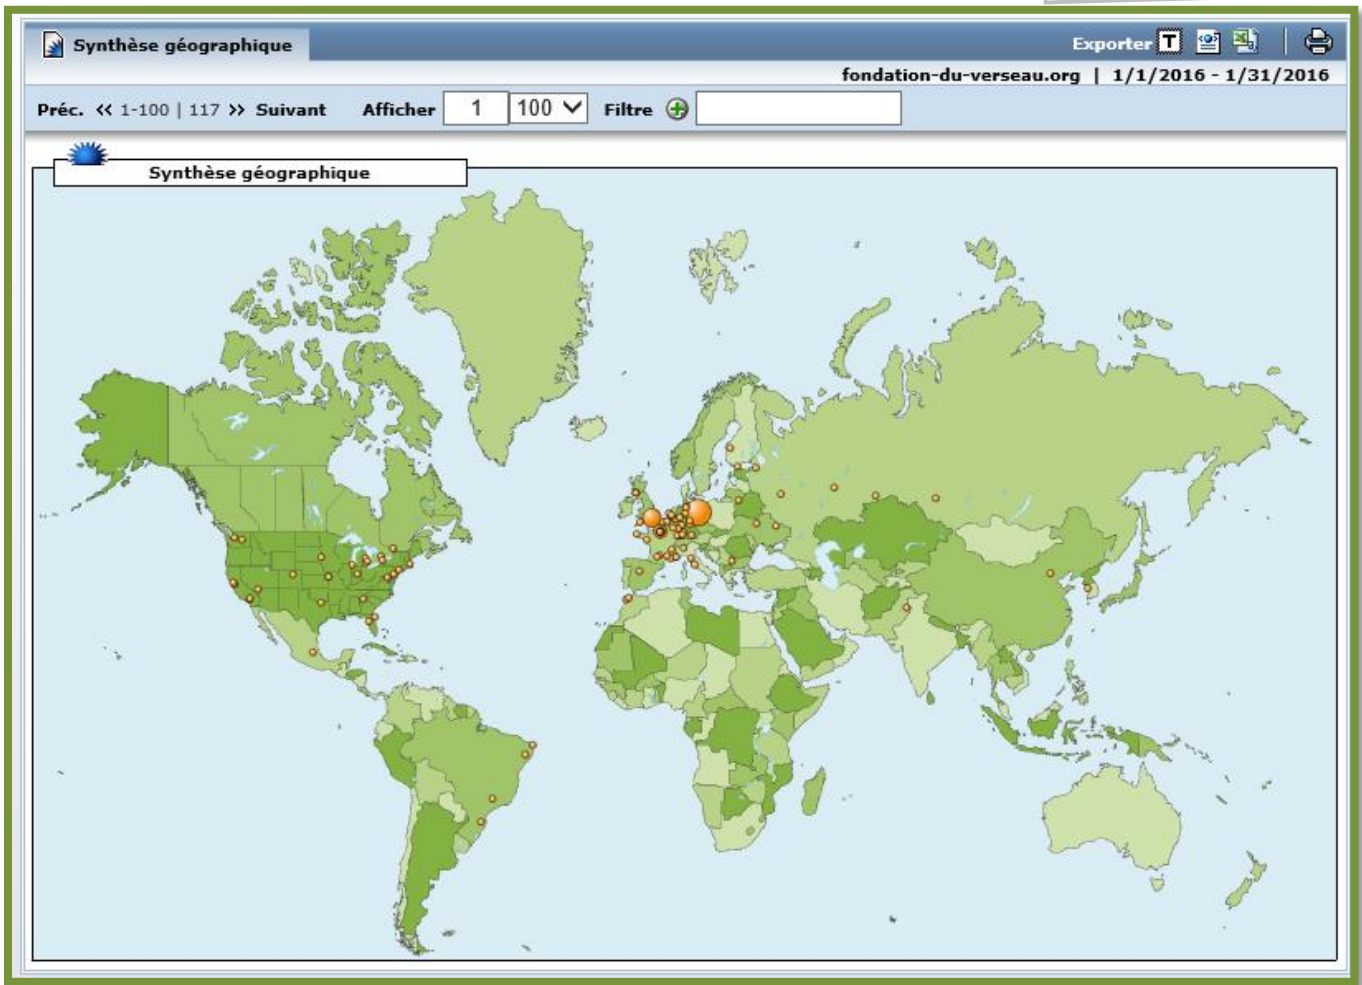 Synthèse géographique
Exporter T
fondation-du-verseau.org | 1/1/2016 - 1/31/2016
Préc. << 1-100 | 117 >> Suivant Afficher 1 100 Filtre
Synthèse géographique